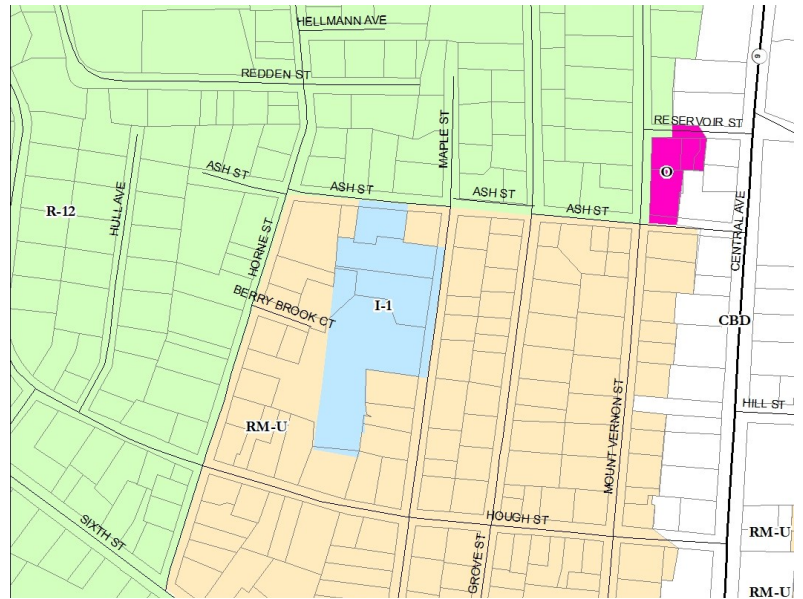 HELLMANN AVE
REDDEN ST
6
RESERVOIR ST
MAPLE ST
ASH ST
O
ASH ST
ASH ST
ASH ST
R-12
HULL AVE
HORNE ST
CENTRAL AVE
BERRY BROOK CT
I-1
CBD
HILL ST
RM-U
MOUNT VERNON ST
HOUGH ST
SIXTH ST
GROVE ST
RM-U
RM-U